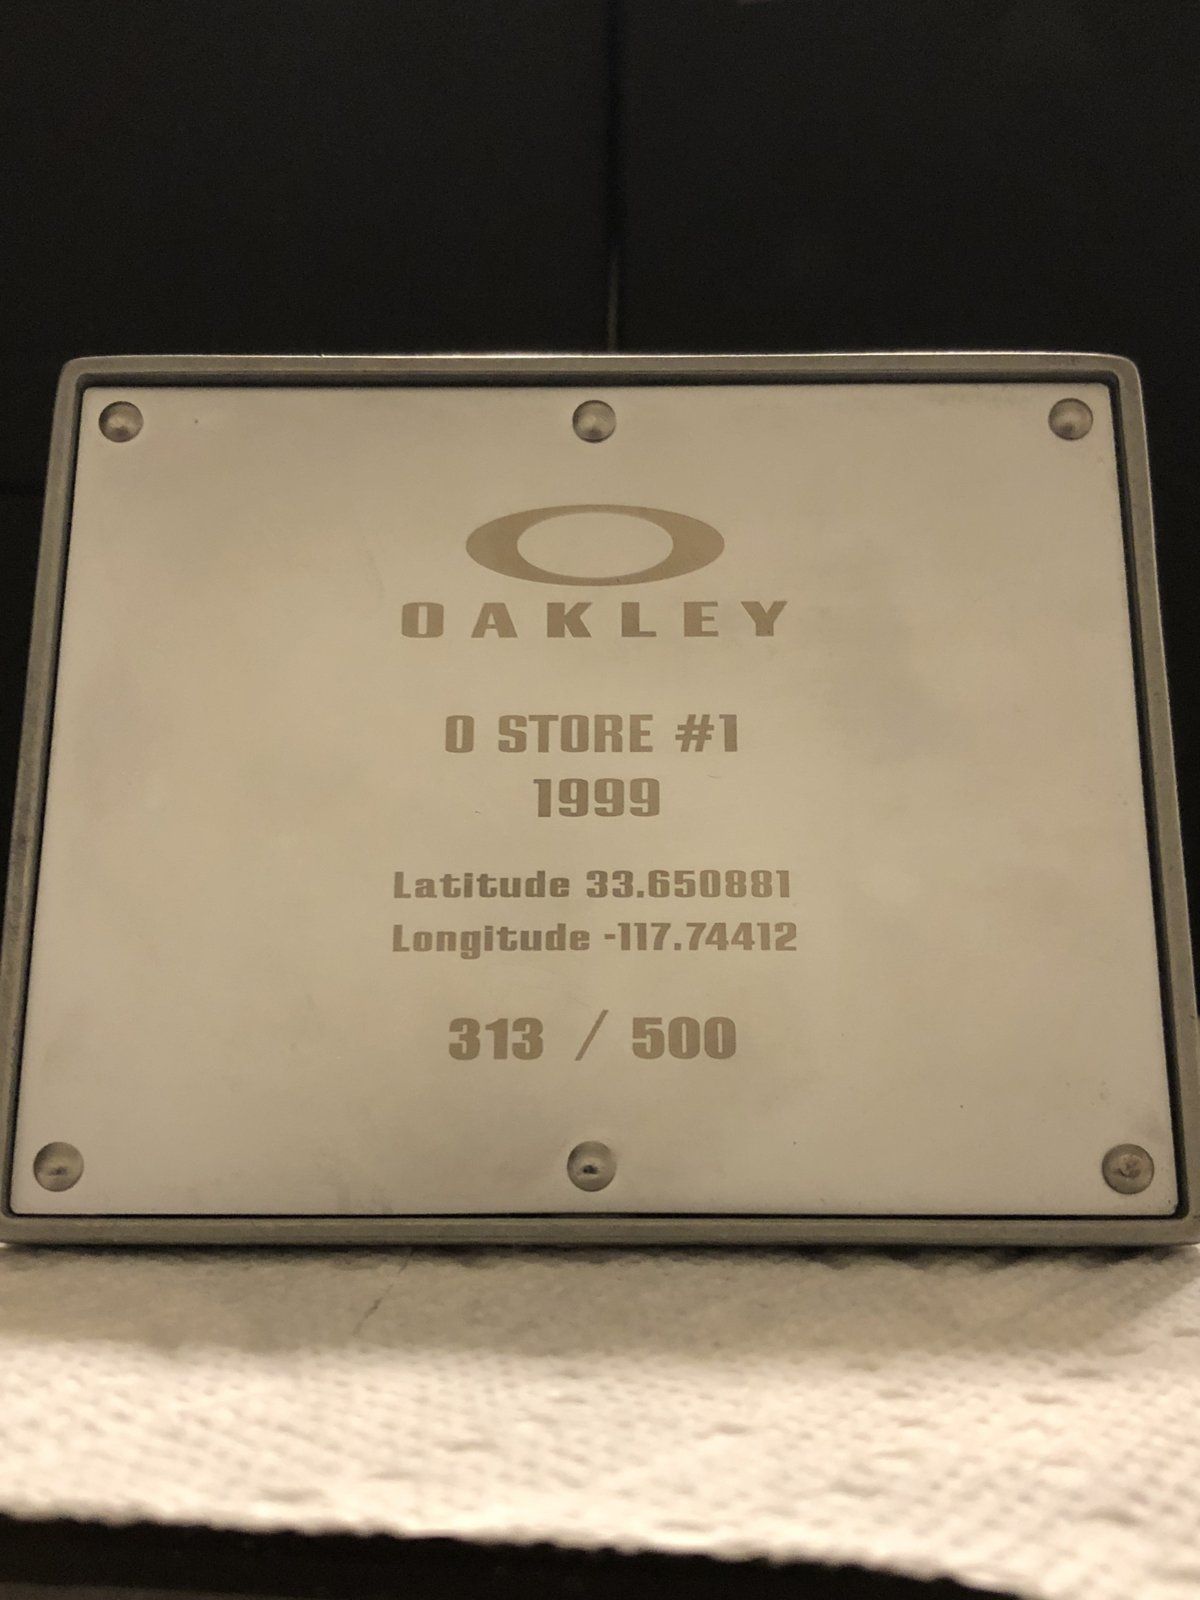 OAKLEY
O STORE #1
1999
Latitude 33.650881
Longitude -117.74412
313 / 500